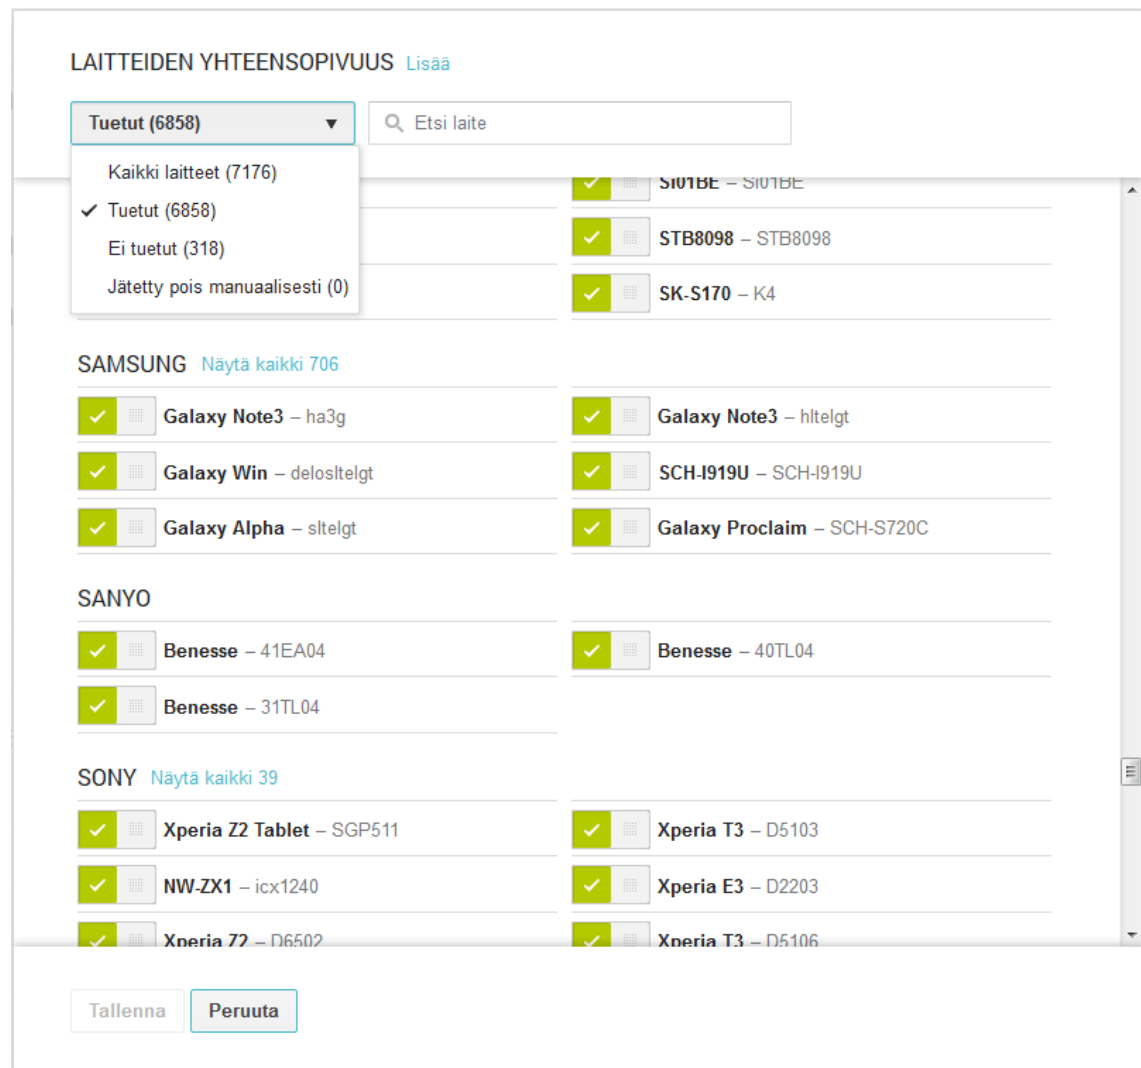 LAITTEIDEN YHTEENSOPIVUUS Lisää
Tuetut (6858)
Etsi laite
Kaikki laitteet (7176)
Tuetut (6858)
Ei tuetut (318)
Jätetty pois manuaalisesti (0)
SI01BE – SI01BE
STB8098 – STB8098
SK-S170 – K4
SAMSUNG Näytä kaikki 706
Galaxy Note3 – ha3g
Galaxy Note3 – hltelgt
Galaxy Win – delosltelgt
SCH-I919U – SCH-I919U
Galaxy Alpha – sltelgt
Galaxy Proclaim – SCH-S720C
SANYO
Benesse – 41EA04
Benesse – 40TL04
Benesse – 31TL04
SONY Näytä kaikki 39
Xperia Z2 Tablet – SGP511
Xperia T3 – D5103
NW-ZX1 – icx1240
Xperia E3 – D2203
Xperia Z2 – D6502
Xperia T3 – D5106
Tallenna
Peruuta